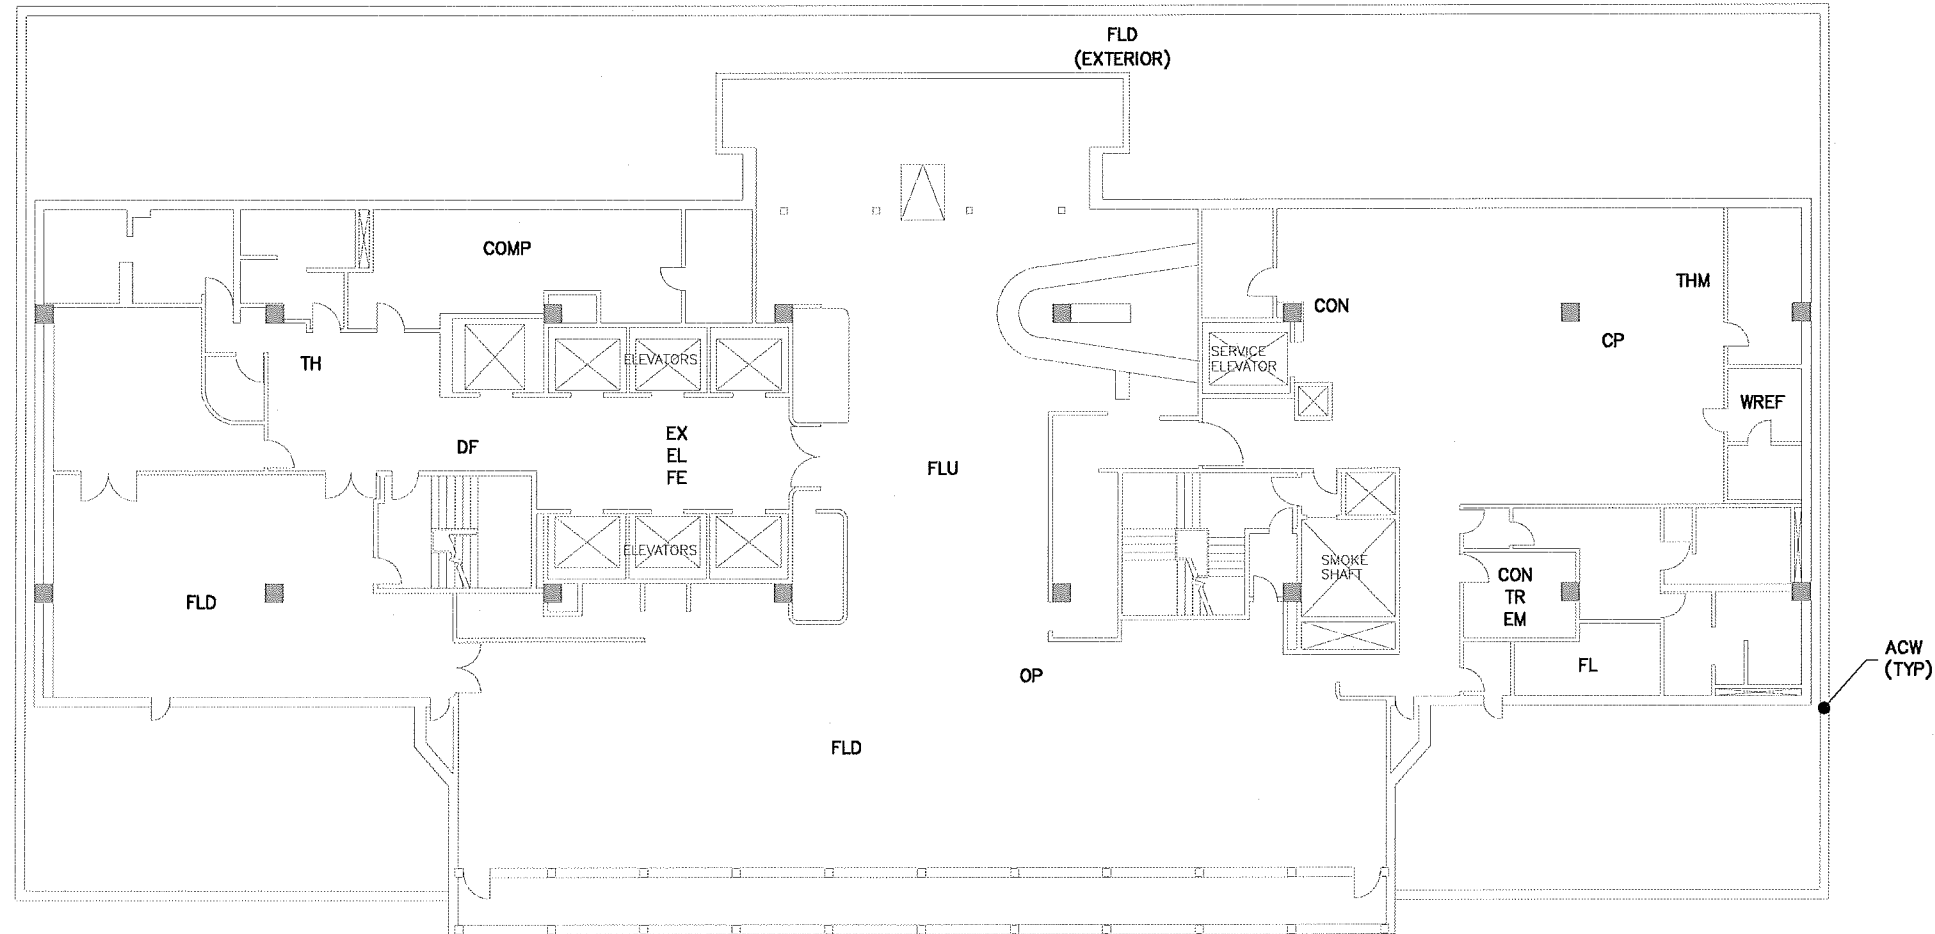 FLD
(EXTERIOR)
COMP
THM
CON
CP
TH
ELEVATORS
SERVICE
ELEVATOR
WREF
EX
EL
FE
DF
FLU
ELEVATORS
SMOKE
SHAFT
CON
TR
EM
FLD
ACW
(TYP)
FL
OP
FLD